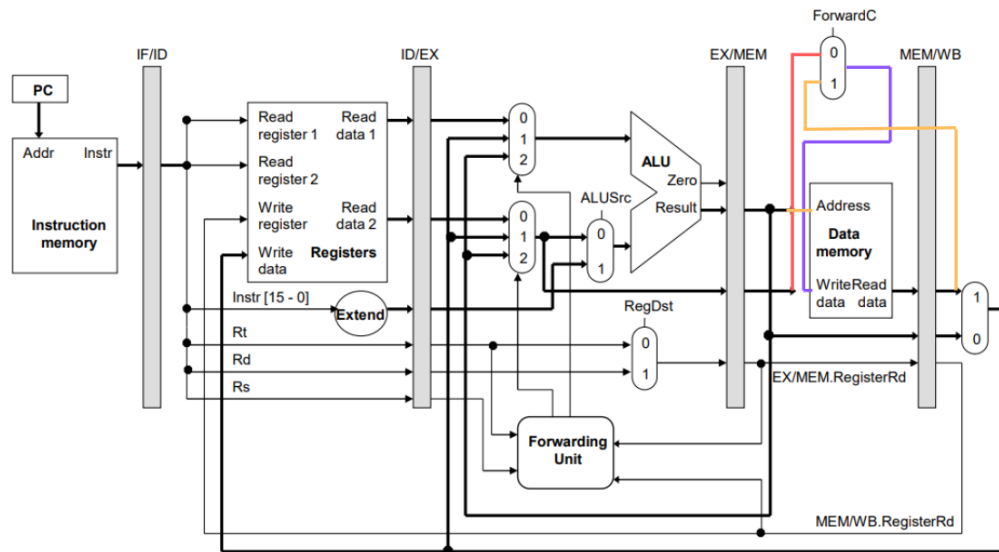 ForwardC
IF/ID
ID/EX
EX/MEM
MEM/WB
PC
0
1
Addr
Instr
Instruction
memory
Read
register 1
Read
data 1
Read
register 2
Write
register
Read
data 2
Write
data
Registers
0
1
2
0
1
2
ALUSrc
0
1
ALU
Zero
Result
Address
Data
memory
Write
data
Read
data
1
0
Instr [15 - 0]
Extend
RegDst
0
1
Rt
Rd
Rs
EX/MEM.RegisterRd
Forwarding
Unit
MEM/WB.RegisterRd